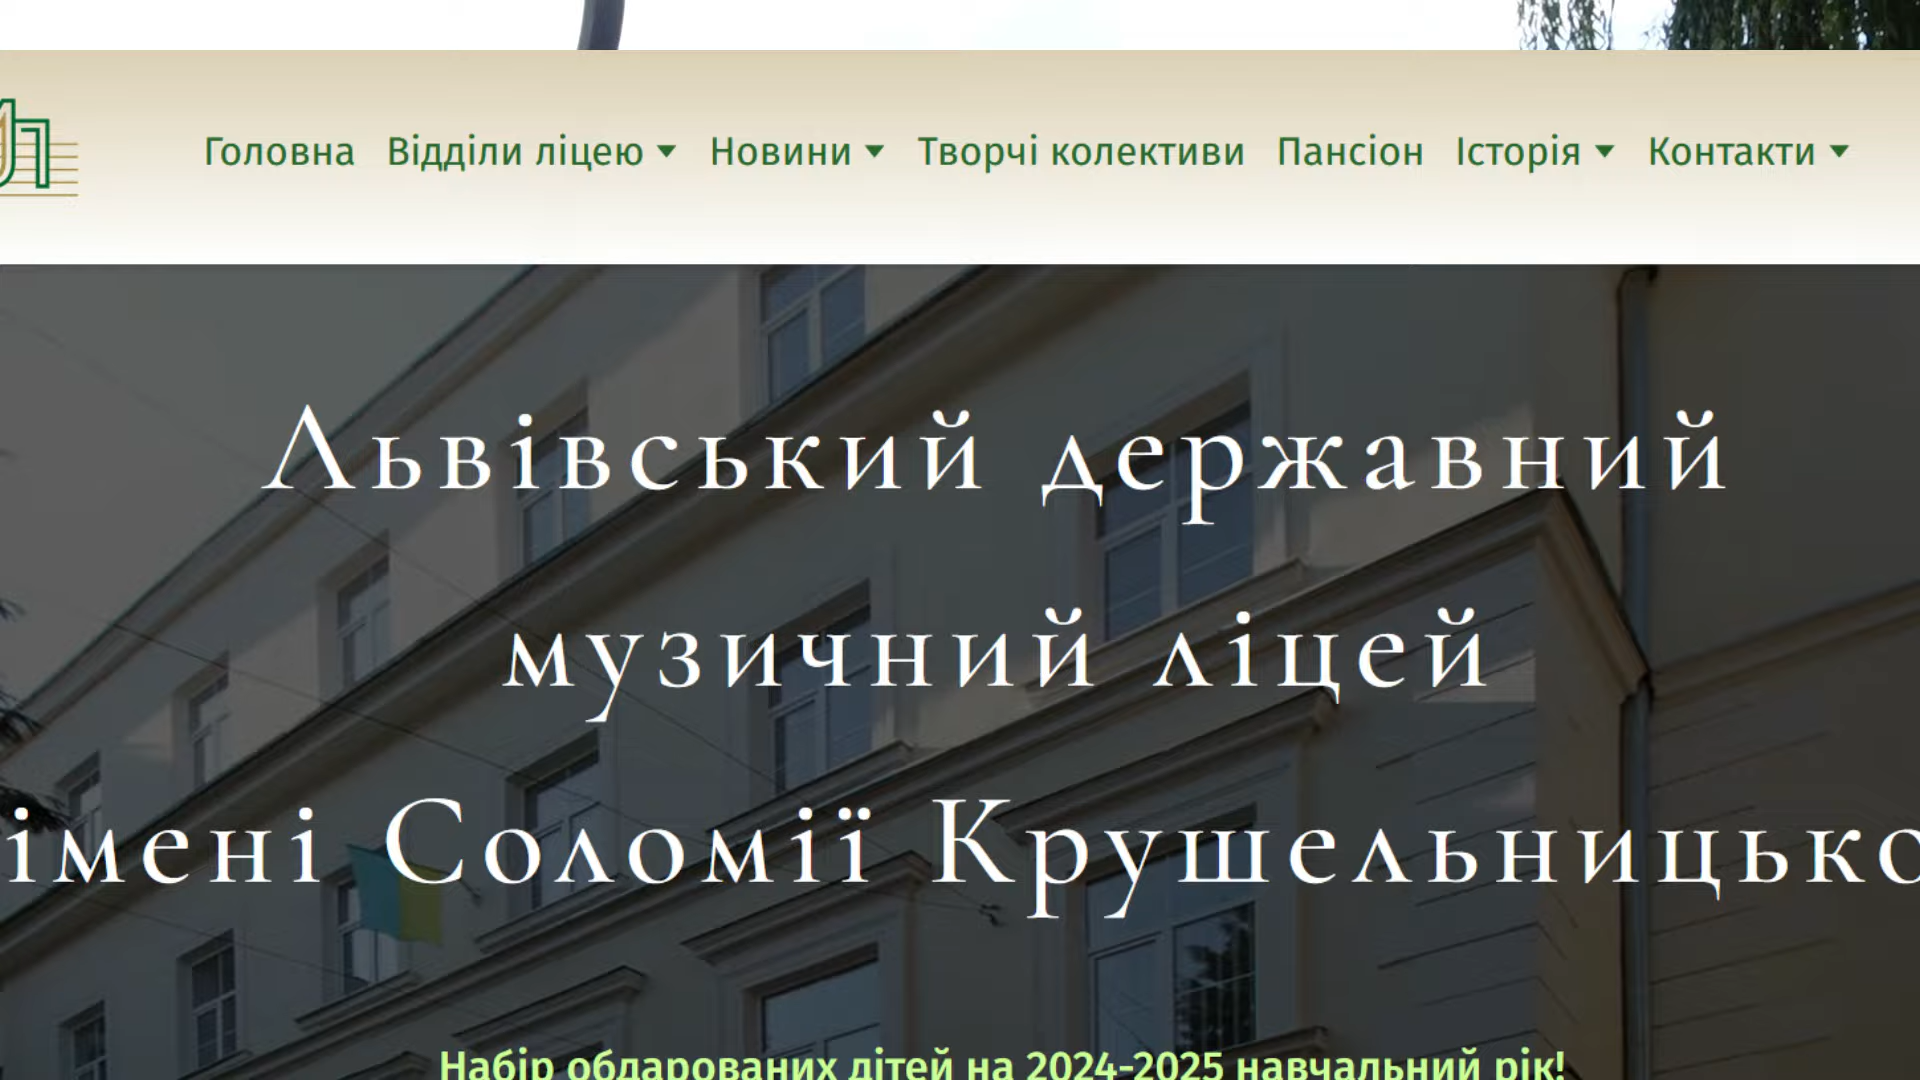 Головна Відділи ліцею Новини Творчі колективи Пансіон Історія Контакти
Львівський державний
музичний ліцей
імені Соломії Крушельницько
Набір обдарованих дітей на 2024-2025 навчальний рік!